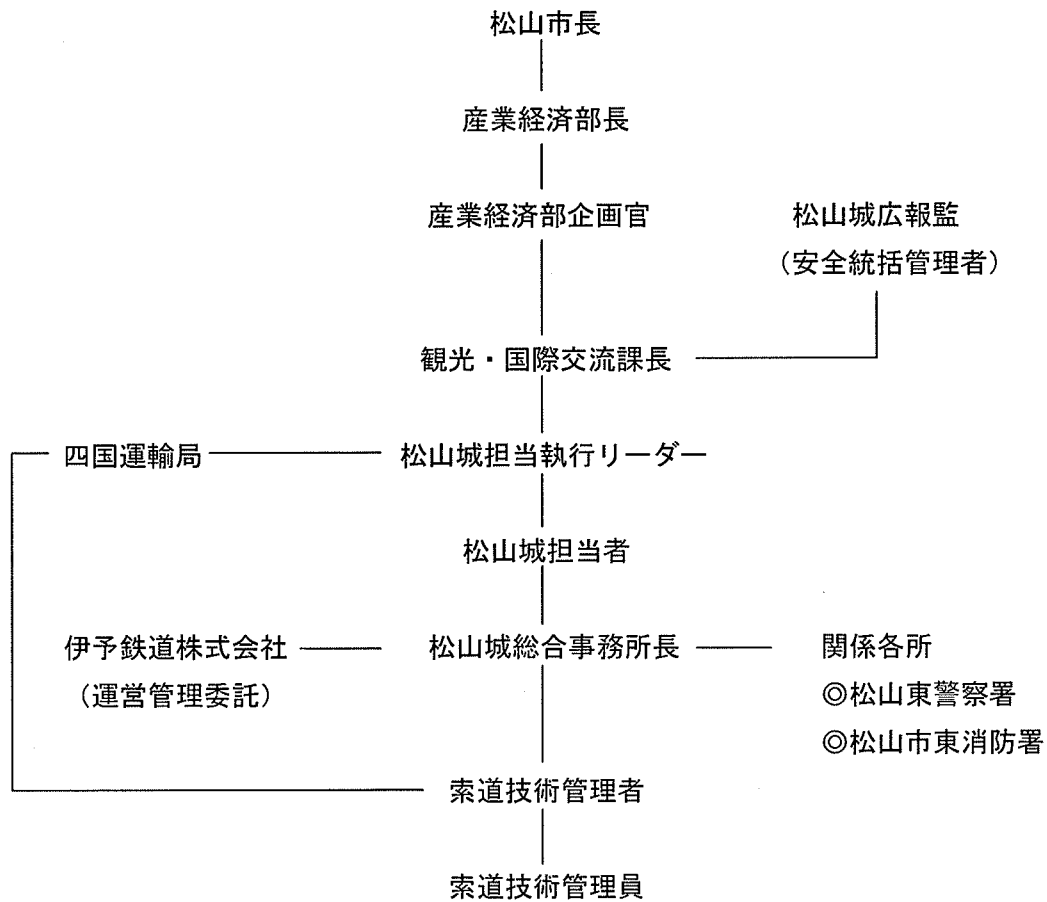 松山市長
産業経済部長
産業経済部企画官
松山城広報監
（安全統括管理者）
観光・国際交流課長
四国運輸局
松山城担当執行リーダー
松山城担当者
伊予鉄道株式会社
（運営管理委託）
松山城総合事務所長
関係各所
◎松山東警察署
◎松山市東消防署
索道技術管理者
索道技術管理員